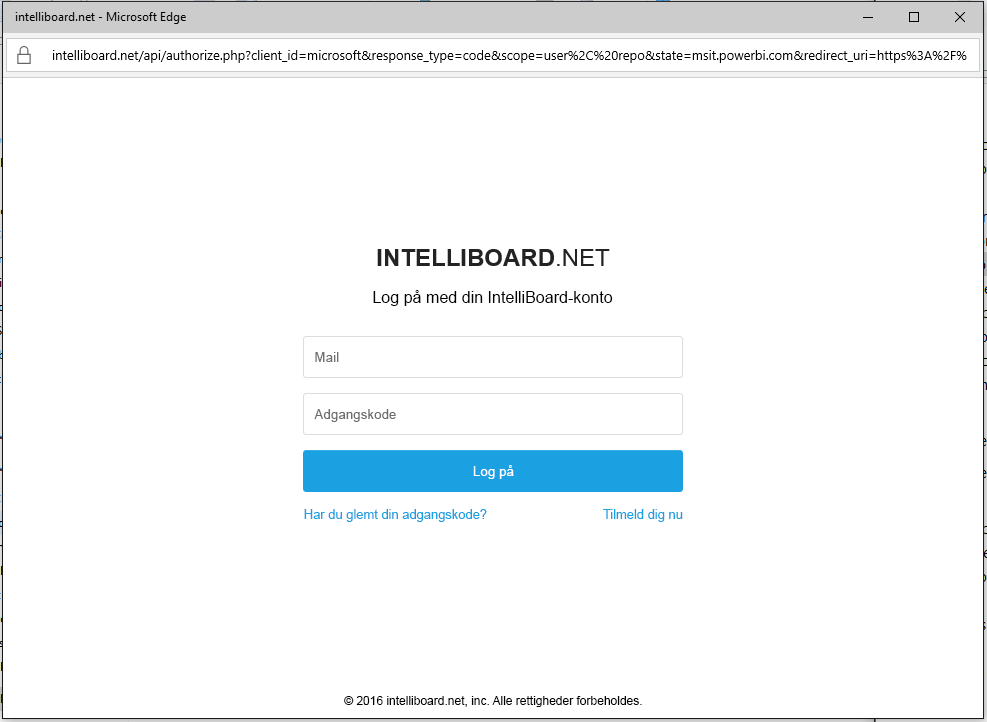 intelliboard.net - Microsoft Edge
intelliboard.net/api/authorize.php?client_id=microsoft&response_type=code&scope=user%2C%20repo&state=msit.powerbi.com&redirect_uri=https%3A%2F%
INTELLIBOARD.NET
Log på med din IntelliBoard-konto
Mail
Adgangskode
Log på
Har du glemt din adgangskode? Tilmeld dig nu
© 2016 intelliboard.net, inc. Alle rettigheder forbeholdes.